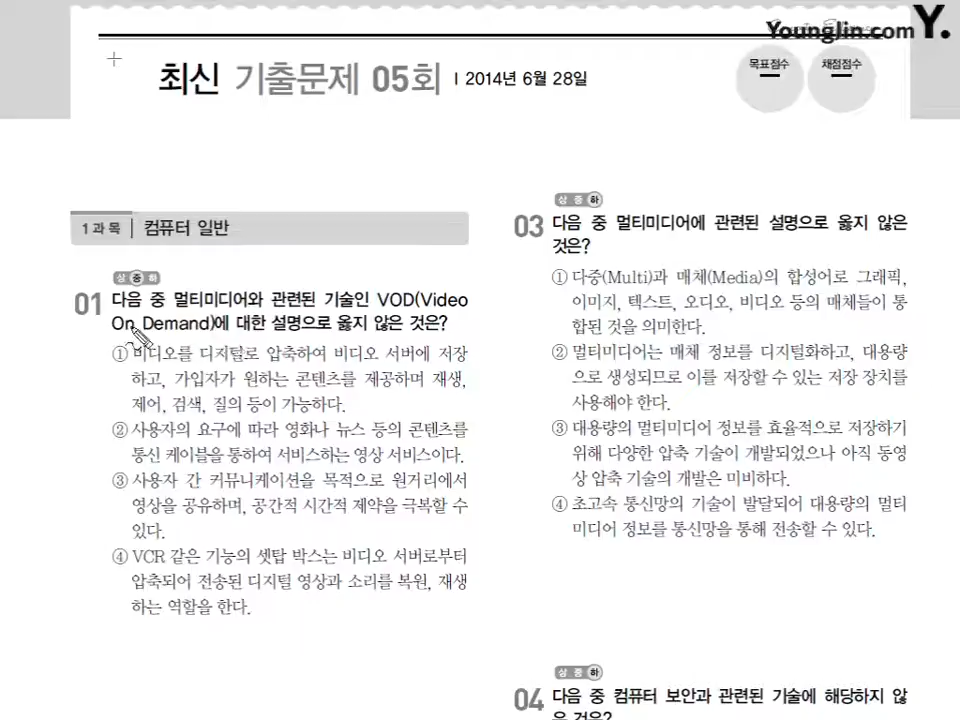 Younglin.com Y.
최신 기출문제 05회 | 2014년 6월 28일
목표점수
채점점수
1과목 | 컴퓨터 일반
상 중 하
01 다음 중 멀티미디어와 관련된 기술인 VOD(Video
On Demand)에 대한 설명으로 옳지 않은 것은?
① 비디오를 디지털로 압축하여 비디오 서버에 저장
하고, 가입자가 원하는 콘텐츠를 제공하며 재생,
제어, 검색, 질의 등이 가능하다.
② 사용자의 요구에 따라 영화나 뉴스 등의 콘텐츠를
통신 케이블을 통하여 서비스하는 영상 서비스이다.
③ 사용자 간 커뮤니케이션을 목적으로 원거리에서
영상을 공유하며, 공간적 시간적 제약을 극복할 수
있다.
④ VCR 같은 기능의 셋탑 박스는 비디오 서버로부터
압축되어 전송된 디지털 영상과 소리를 복원, 재생
하는 역할을 한다.
상 중 하
03 다음 중 멀티미디어에 관련된 설명으로 옳지 않은
것은?
① 다중(Multi)과 매체(Media)의 합성어로 그래픽,
이미지, 텍스트, 오디오, 비디오 등의 매체들이 통
합된 것을 의미한다.
② 멀티미디어는 매체 정보를 디지털화하고, 대용량
으로 생성되므로 이를 저장할 수 있는 저장 장치를
사용해야 한다.
③ 대용량의 멀티미디어 정보를 효율적으로 저장하기
위해 다양한 압축 기술이 개발되었으나 아직 동영
상 압축 기술의 개발은 미비하다.
④ 초고속 통신망의 기술이 발달되어 대용량의 멀티
미디어 정보를 통신망을 통해 전송할 수 있다.
상 중 하
04 다음 중 컴퓨터 보안과 관련된 기술에 해당하지 않
은 것은?